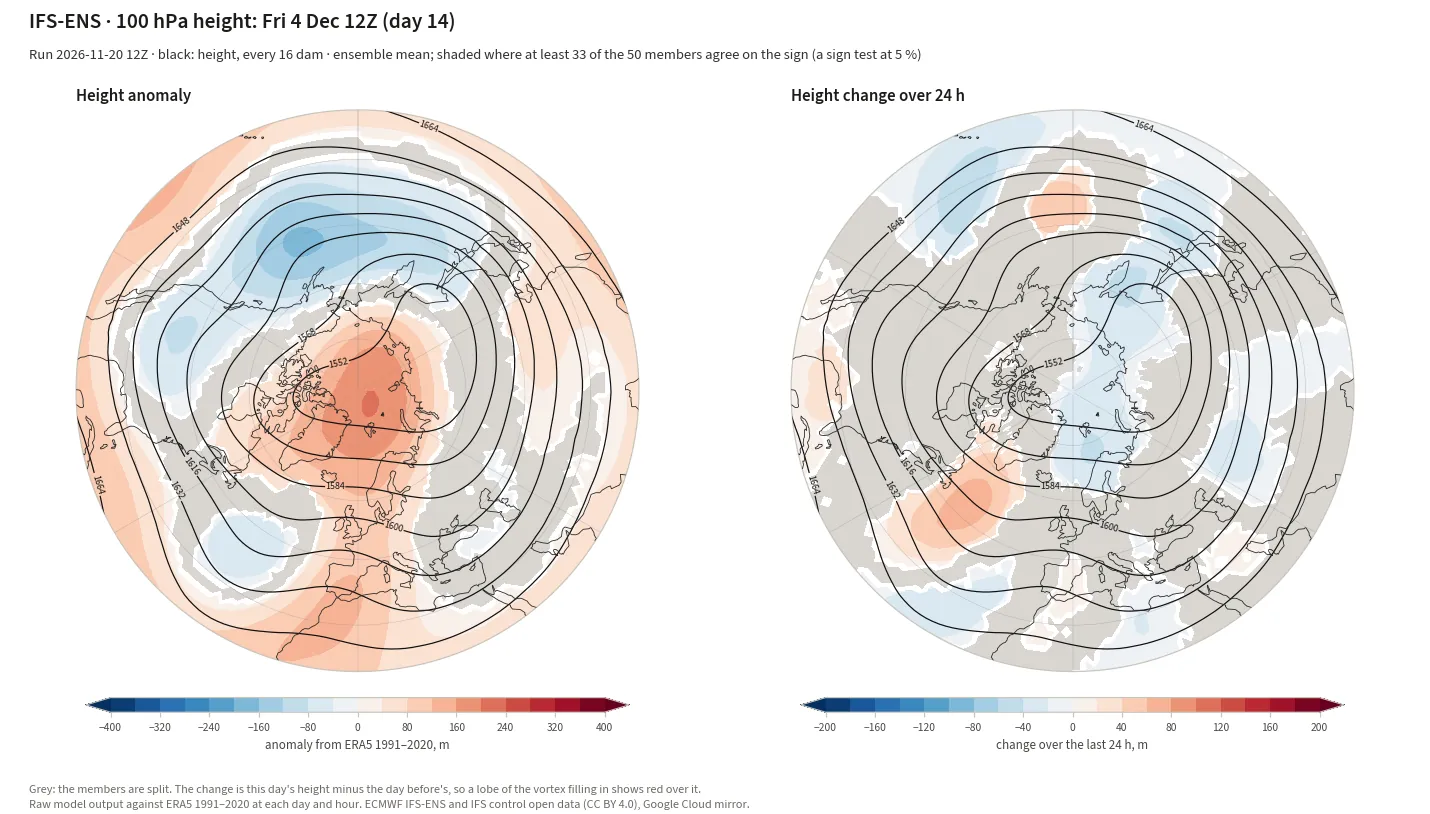 IFS-ENS · 100 hPa height: Fri 4 Dec 12Z (day 14)
Run 2026-11-20 12Z · black: height, every 16 dam · ensemble mean; shaded where at least 33 of the 50 members agree on the sign (a sign test at 5 %)
Height anomaly
Height change over 24 h
1664
1648
1568
1552
1616
1632
1664
1584
1600
1664
1648
1568
1552
1616
1632
1664
1584
1600
−400 −320 −240 −160 −80 0 80 160 240 320 400
anomaly from ERA5 1991–2020, m
−200 −160 −120 −80 −40 0 40 80 120 160 200
change over the last 24 h, m
Grey: the members are split. The change is this day's height minus the day before's, so a lobe of the vortex filling in shows red over it.
Raw model output against ERA5 1991–2020 at each day and hour. ECMWF IFS-ENS and IFS control open data (CC BY 4.0), Google Cloud mirror.